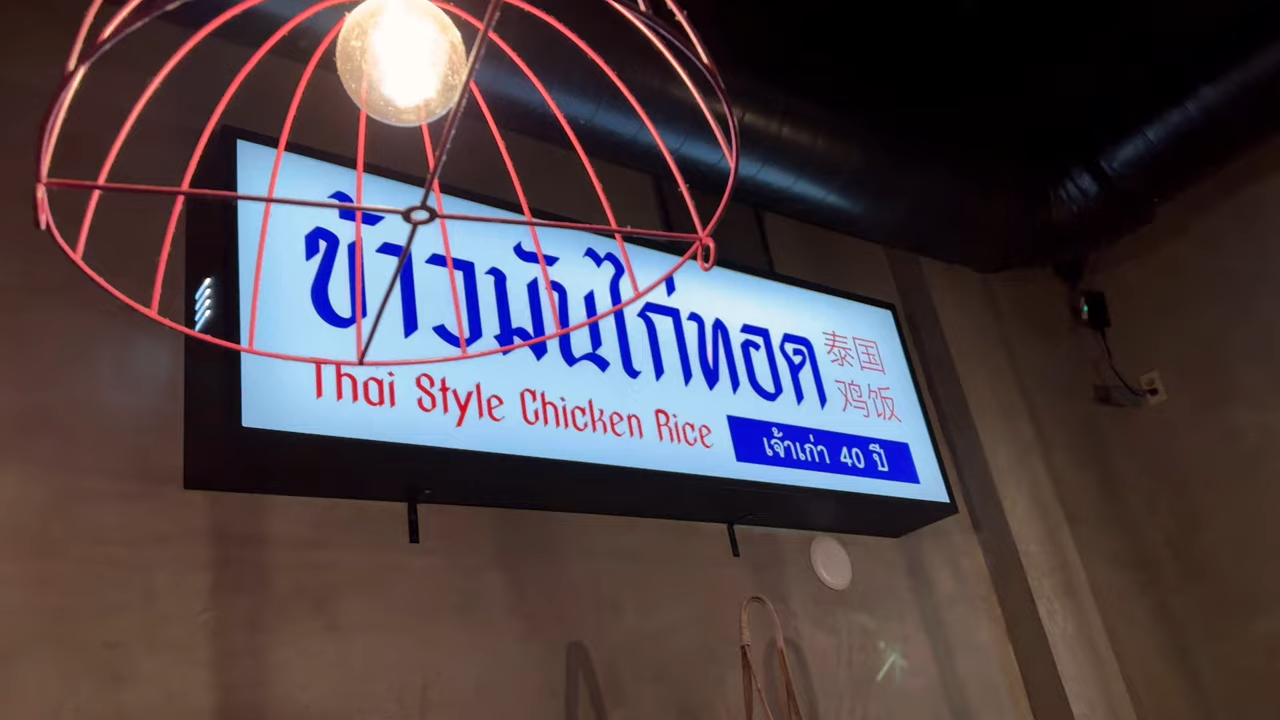 ข้าวมันไก่ทอด
泰国
鸡饭
Thai Style Chicken Rice
เจ้าเก่า 40 ปี